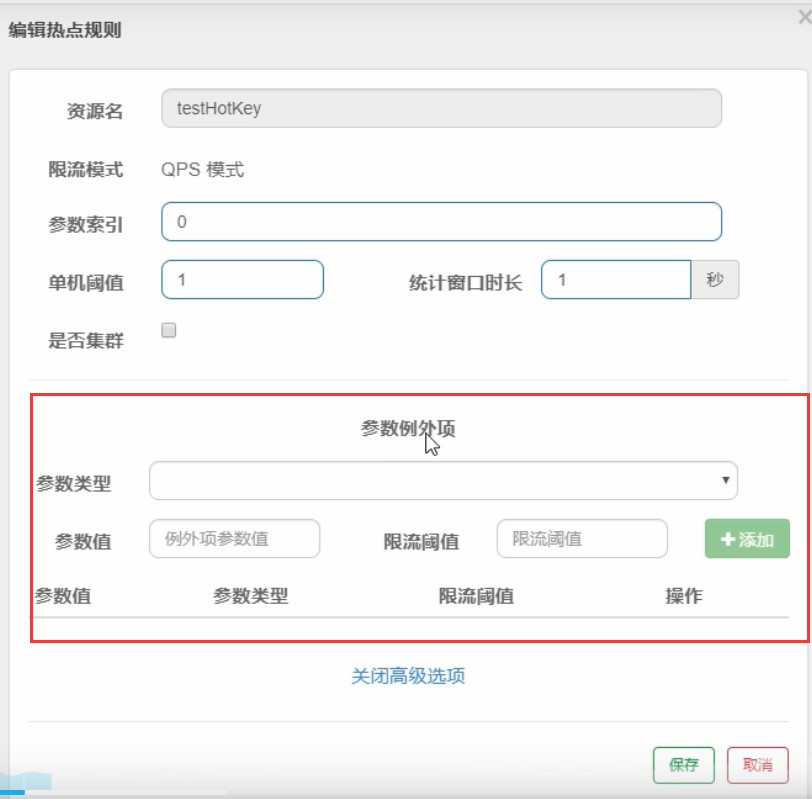 编辑热点规则
×
资源名 testHotKey
限流模式 QPS 模式
参数索引 0
单机阈值 1 统计窗口时长 1 秒
是否集群
参数例外项
参数类型
参数值 例外项参数值 限流阈值 限流阈值 +添加
参数值 参数类型 限流阈值 操作
关闭高级选项
保存 取消